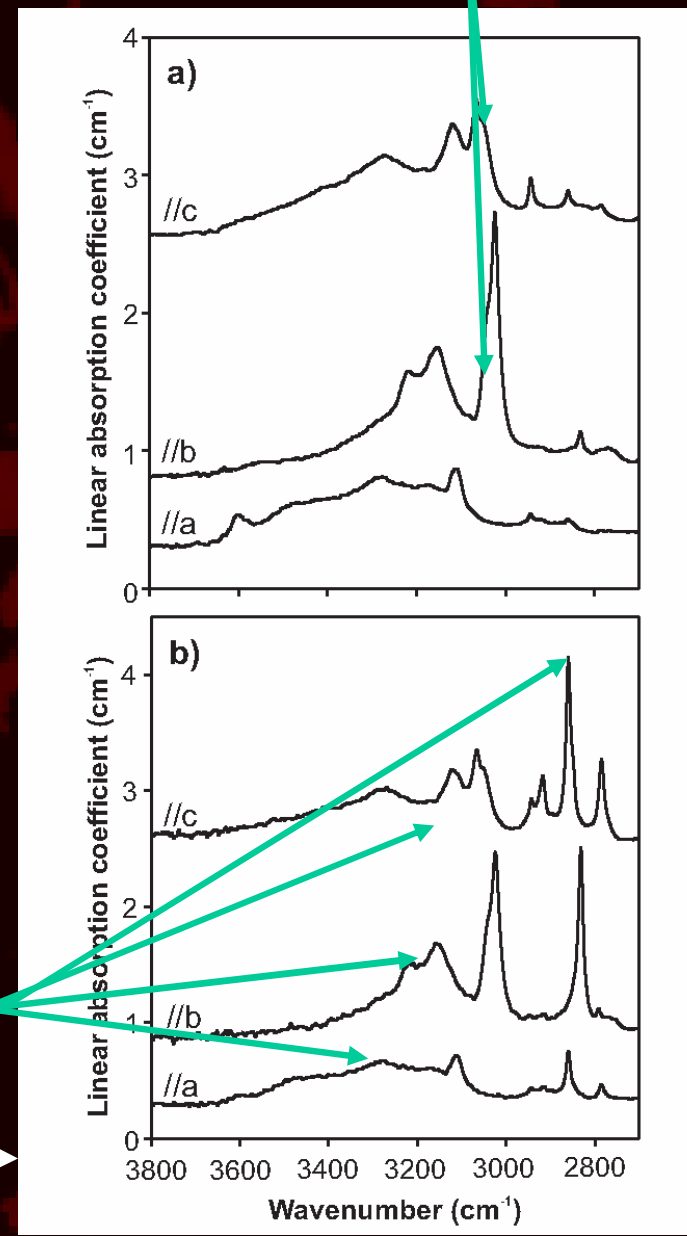 a)
4
3
2
1
0
Linear absorption coefficient (cm-1)
//c
//b
//a
b)
4
3
2
1
0
Linear absorption coefficient (cm-1)
//c
//b
//a
3800 3600 3400 3200 3000 2800
Wavenumber (cm-1)